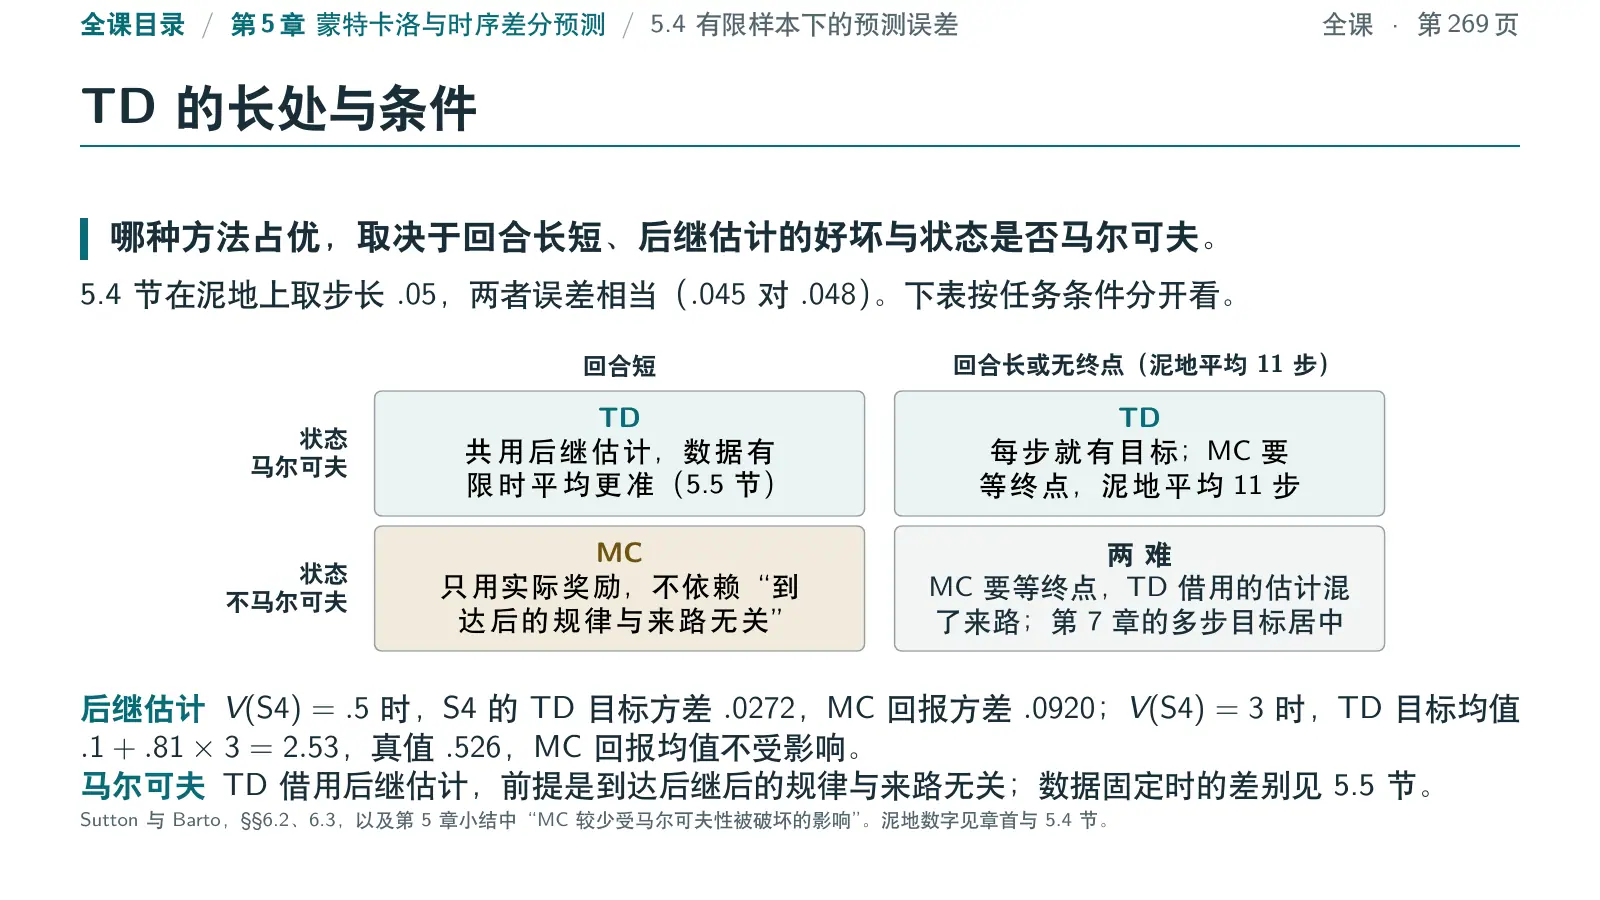 全课目录 / 第 5 章 蒙特卡洛与时序差分预测 / 5.4 有限样本下的预测误差
全课 · 第 269 页
TD 的长处与条件
哪种方法占优，取决于回合长短、后继估计的好坏与状态是否马尔可夫。
5.4 节在泥地上取步长 .05，两者误差相当（.045 对 .048）。下表按任务条件分开看。
回合短
回合长或无终点（泥地平均 11 步）
状态
马尔可夫
TD
共用后继估计，数据有
限时平均更准（5.5 节）
TD
每步就有目标；MC 要
等终点，泥地平均 11 步
状态
不马尔可夫
MC
只用实际奖励，不依赖 “到
达后的规律与来路无关”
两 难
MC 要等终点，TD 借用的估计混
了来路；第 7 章的多步目标居中
后继估计 V(S4) = .5 时，S4 的 TD 目标方差 .0272，MC 回报方差 .0920；V(S4) = 3 时，TD 目标均值
.1 + .81 × 3 = 2.53，真值 .526，MC 回报均值不受影响。
马尔可夫 TD 借用后继估计，前提是到达后继后的规律与来路无关；数据固定时的差别见 5.5 节。
Sutton 与 Barto，§§6.2、6.3，以及第 5 章小结中 “MC 较少受马尔可夫性被破坏的影响”。泥地数字见章首与 5.4 节。